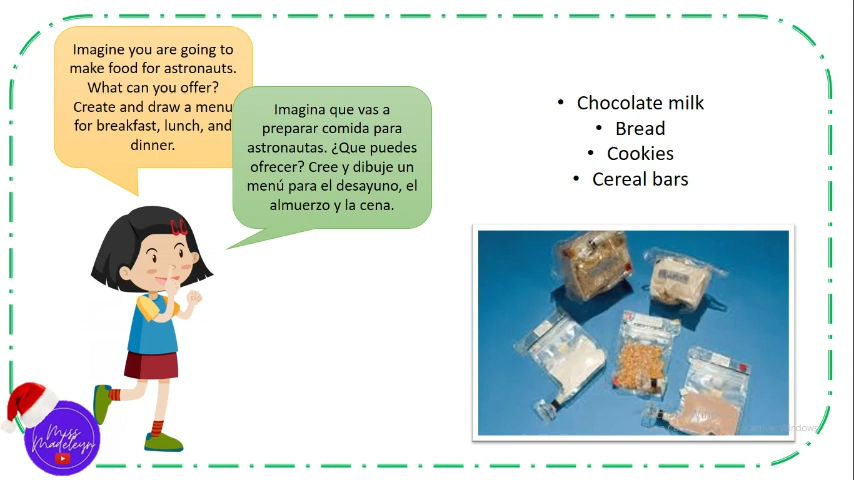 Imagine you are going to
make food for astronauts.
What can you offer?
Create and draw a menu
for breakfast, lunch, and
dinner.
Imagina que vas a
preparar comida para
astronautas. ¿Que puedes
ofrecer? Cree y dibuje un
menú para el desayuno, el
almuerzo y la cena.
• Chocolate milk
• Bread
• Cookies
• Cereal bars
Miss
Madeleyn